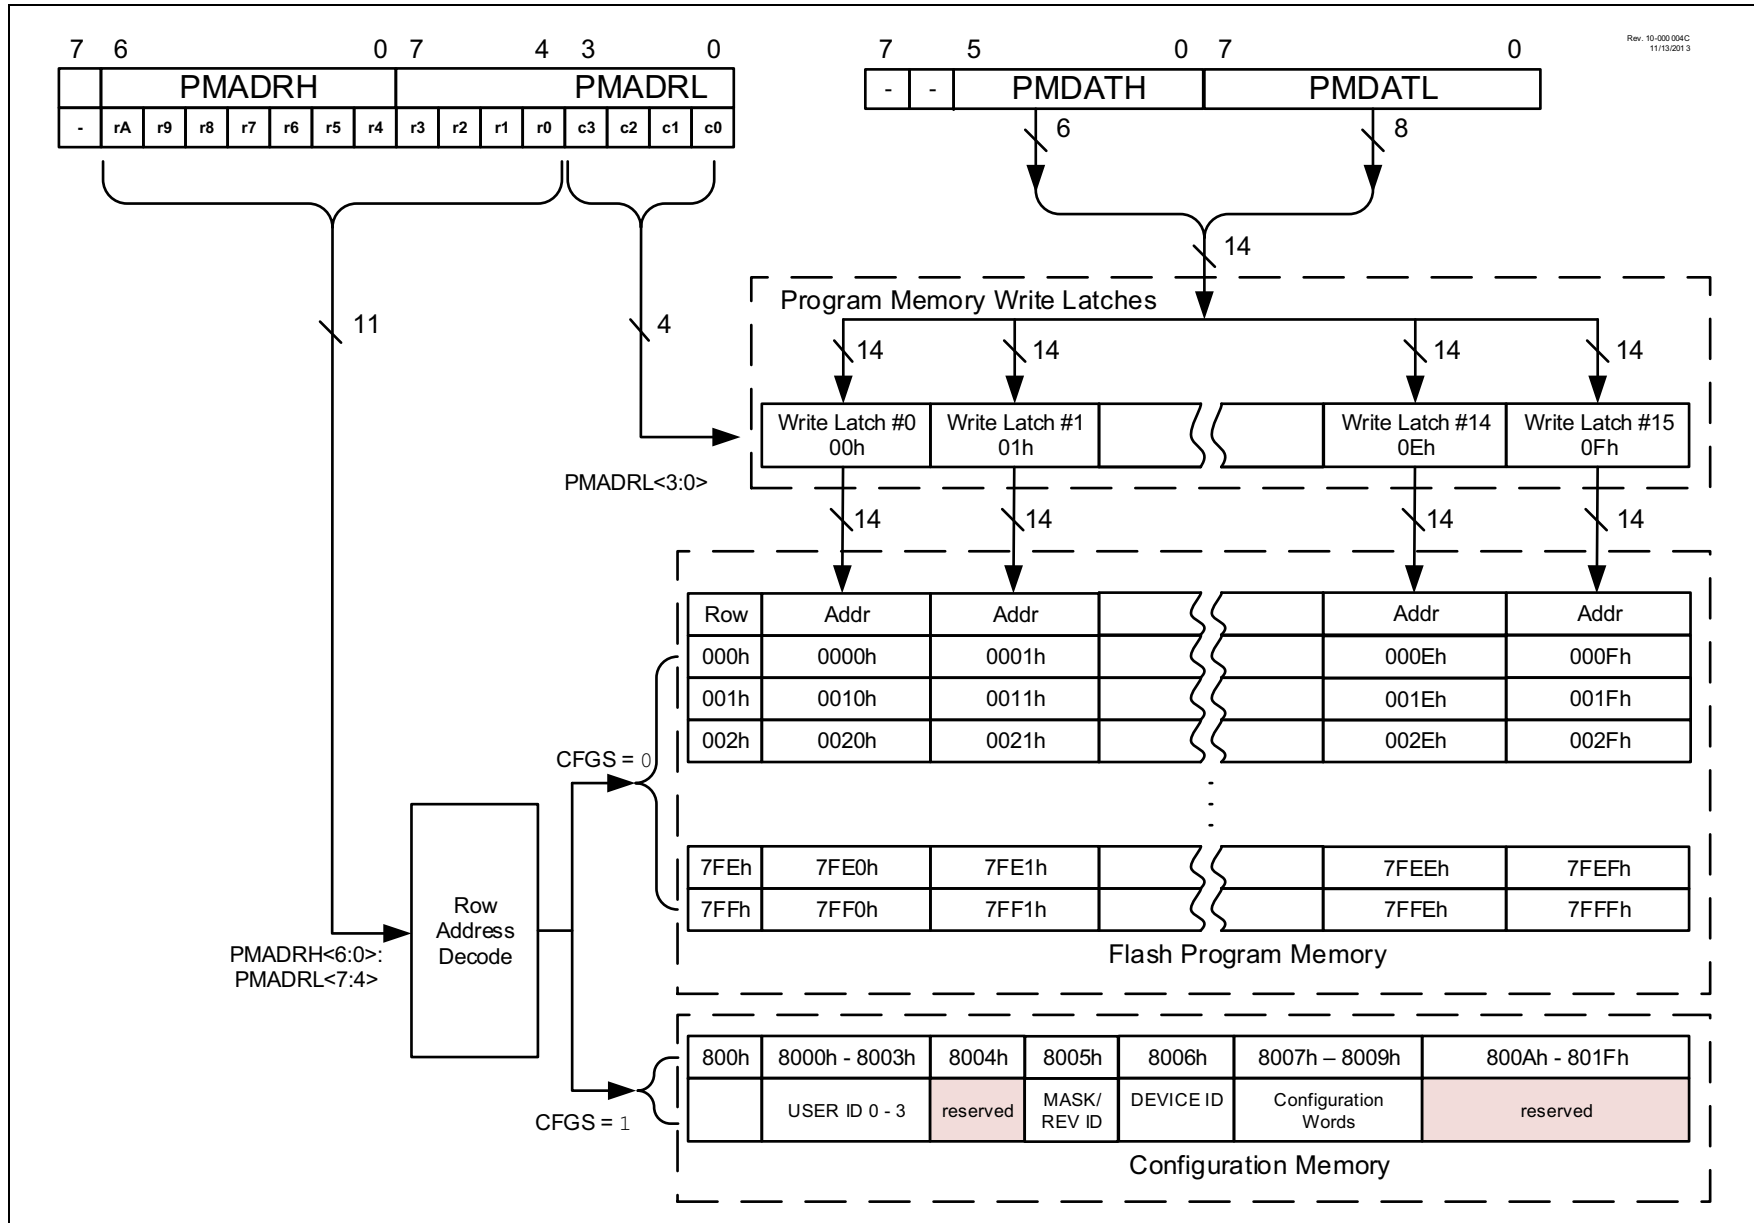 7 6 0 7 4 3 0
7 5 0 7 0
Rev. 10-000004C
11/13/2013
PMADRH PMADRL
- - PMDATH PMDATL
- rA r9 r8 r7 r6 r5 r4 r3 r2 r1 r0 c3 c2 c1 c0
6 8
14
11 4
Program Memory Write Latches
14 14 14 14
Write Latch #0 Write Latch #1 Write Latch #14 Write Latch #15
00h 01h 0Eh 0Fh
PMADRL<3:0>
14 14 14 14
Row Addr Addr Addr Addr
000h 0000h 0001h 000Eh 000Fh
001h 0010h 0011h 001Eh 001Fh
002h 0020h 0021h 002Eh 002Fh
CFGS = 0
7FEh 7FE0h 7FE1h 7FEEh 7FEFh
7FFh 7FF0h 7FF1h 7FFEh 7FFFh
Row
Address
Decode
PMADRH<6:0>:
PMADRL<7:4>
Flash Program Memory
800h 8000h - 8003h 8004h 8005h 8006h 8007h – 8009h 800Ah - 801Fh
USER ID 0 - 3 reserved MASK/ DEVICE ID Configuration reserved
REV ID Words
CFGS = 1
Configuration Memory